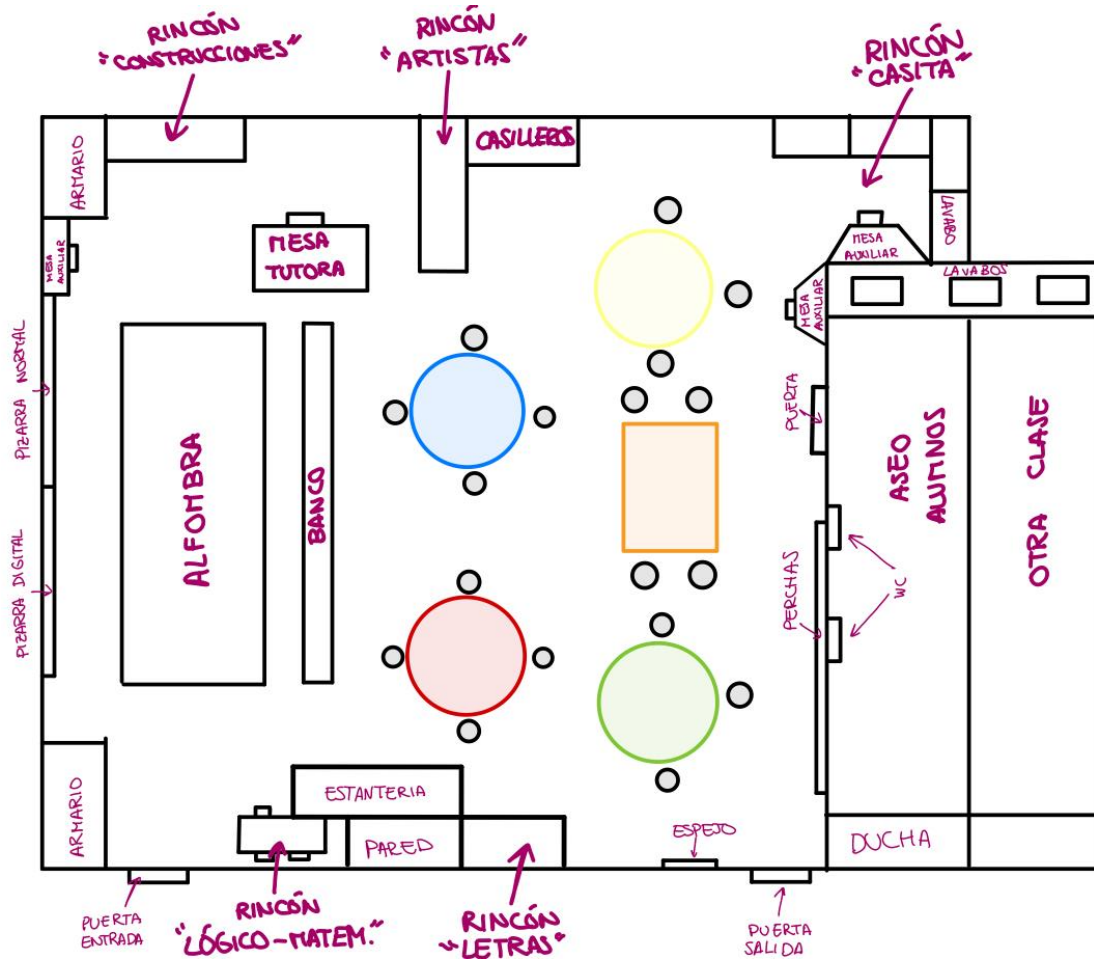 RINCÓN
"CONSTRUCCIONES"
RINCÓN
"ARTISTAS"
RINCÓN
"CASITA"
ARMARIO
CASILLEROS
LAVABO
MESA
AUXILIAR
MESA
TUTORA
MESA
AUXILIAR
LAVABOS
MESA
AUXILIAR
PIZARRA NORMAL
PUERTA
ALFOMBRA
BANCO
ASEO
ALUMNOS
OTRA CLASE
PIZARRA DIGITAL
PERCHAS
WC
ARMARIO
ESTANTERIA
PARED
ESPEJO
DUCHA
PUERTA
ENTRADA
RINCÓN
"LÓGICO-MATEM."
RINCÓN
"LETRAS"
PUERTA
SALIDA